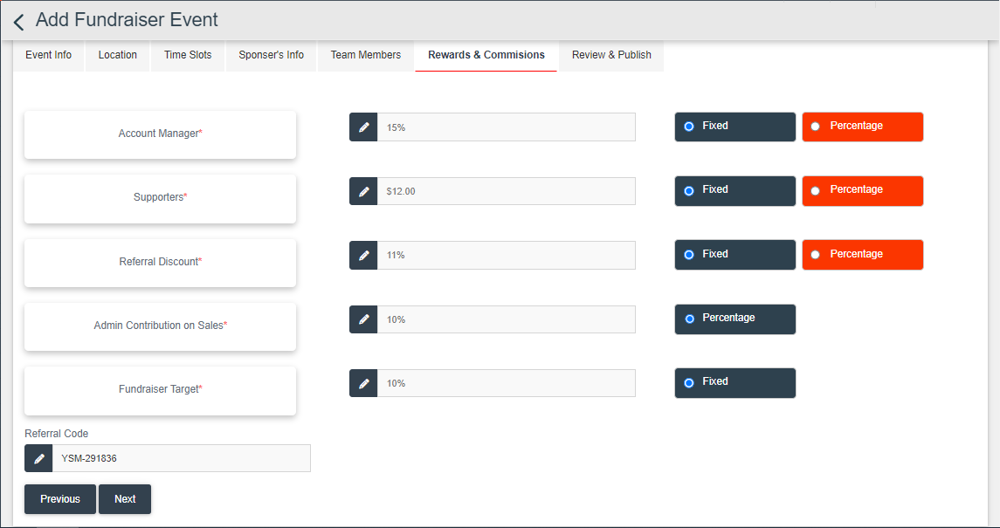 Add Fundraiser Event
Event Info Location Time Slots Sponser's Info Team Members Rewards & Commisions Review & Publish
Account Manager* 15% Fixed Percentage
Supporters* $12.00 Fixed Percentage
Referral Discount* 11% Fixed Percentage
Admin Contribution on Sales* 10% Percentage
Fundraiser Target* 10% Fixed
Referral Code
YSM-291836
Previous Next